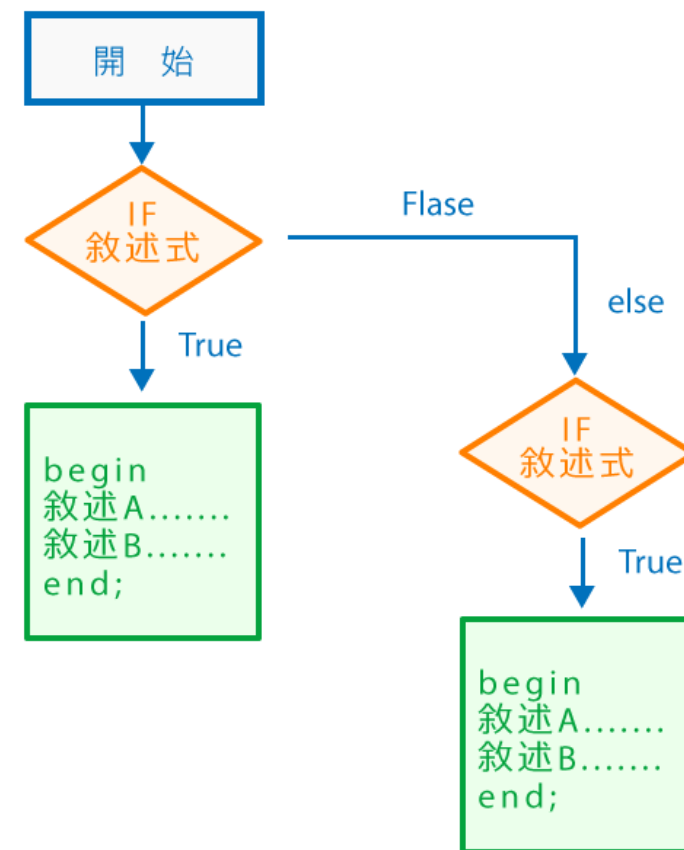 開　始
IF
敘述式
Flase
else
True
begin
敘述A.......
敘述B.......
end;
IF
敘述式
True
begin
敘述A.......
敘述B.......
end;